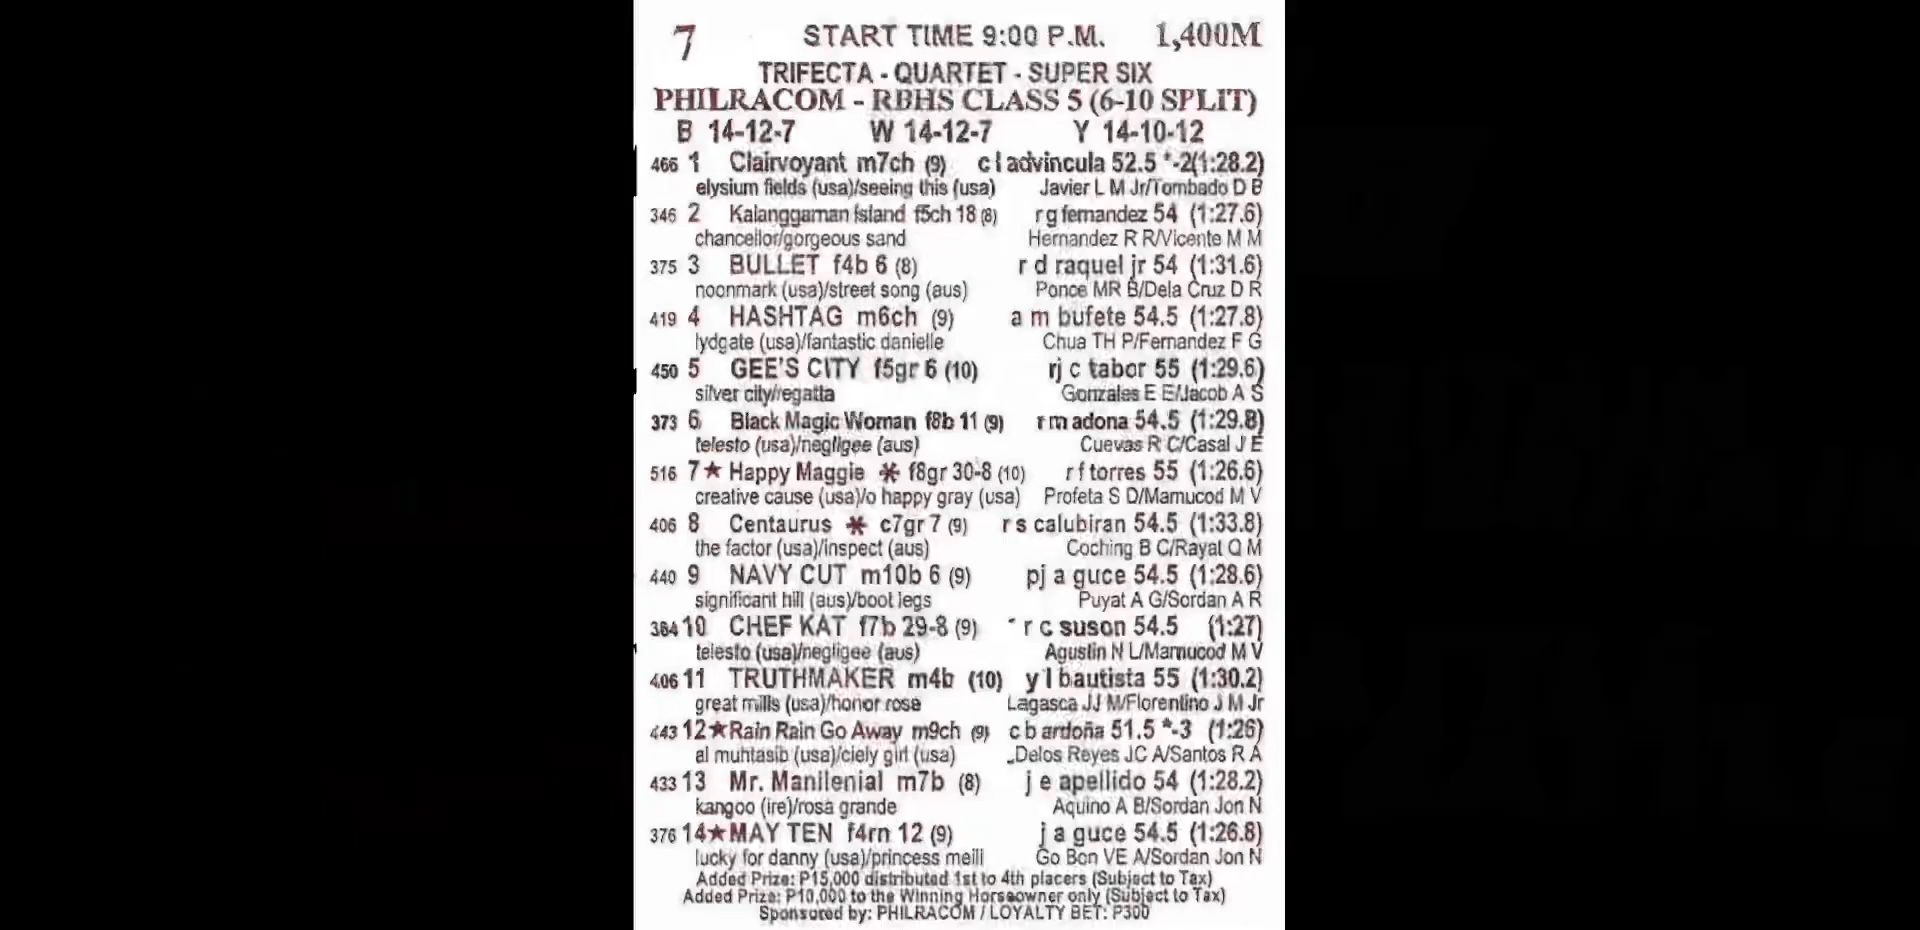 7 START TIME 9:00 P.M. 1,400M
TRIFECTA - QUARTET - SUPER SIX
PHILRACOM - RBHS CLASS 5 (6-10 SPLIT)
B 14-12-7 W 14-12-7 Y 14-10-12
466 1 Clairvoyant m7ch (9) c l advincula 52.5 *-2(1:28.2)
elysium fields (usa)/seeing this (usa) Javier L M Jr/Tombado D B
346 2 Kalanggaman Island f5ch 18 (8) r g fernandez 54 (1:27.6)
chancellor/gorgeous sand Hernandez R R/Vicente M M
375 3 BULLET f4b 6 (8) r d raquel jr 54 (1:31.6)
noonmark (usa)/street song (aus) Ponce MR B/Dela Cruz D R
419 4 HASHTAG m6ch (9) a m bufete 54.5 (1:27.8)
lydgate (usa)/fantastic danielle Chua TH P/Fernandez F G
450 5 GEE'S CITY f5gr 6 (10) rj c tabor 55 (1:29.6)
silver city/regatta Gonzales E E/Jacob A S
373 6 Black Magic Woman f8b 11 (9) r m adona 54.5 (1:29.8)
telesto (usa)/negligee (aus) Cuevas R C/Casal J E
516 7★ Happy Maggie * f8gr 30-8 (10) r f torres 55 (1:26.6)
creative cause (usa)/o happy gray (usa) Profeta S D/Mamucod M V
406 8 Centaurus * c7gr 7 (9) r s calubiran 54.5 (1:33.8)
the factor (usa)/inspect (aus) Coching B C/Rayat Q M
440 9 NAVY CUT m10b 6 (9) pj a guce 54.5 (1:28.6)
significant hill (aus)/boot legs Puyat A G/Sordan A R
384 10 CHEF KAT f7b 29-8 (9) * r c suson 54.5 (1:27)
telesto (usa)/negligee (aus) Agustin N L/Mamucod M V
406 11 TRUTHMAKER m4b (10) y l bautista 55 (1:30.2)
great mills (usa)/honor rose Lagasca JJ M/Florentino J M Jr
443 12★Rain Rain Go Away m9ch (9) c b ardoña 51.5 *-3 (1:26)
al muhtasib (usa)/ciely girl (usa) Delos Reyes JC A/Santos R A
433 13 Mr. Manilenial m7b (8) j e apellido 54 (1:28.2)
kangoo (ire)/rosa grande Aquino A B/Sordan Jon N
376 14★MAY TEN f4rn 12 (9) j a guce 54.5 (1:26.8)
lucky for danny (usa)/princess meili Go Bon VE A/Sordan Jon N
Added Prize: P15,000 distributed 1st to 4th placers (Subject to Tax)
Added Prize: P10,000 to the Winning Horseowner only (Subject to Tax)
Sponsored by: PHILRACOM / LOYALTY BET: P300